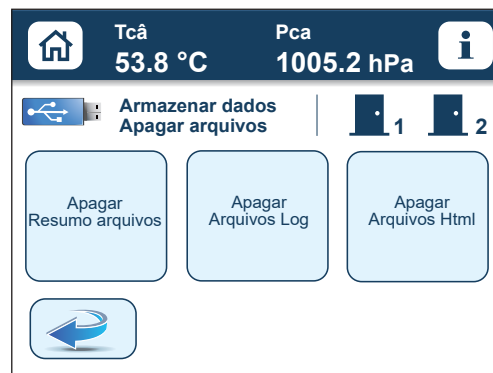 Tcâ
Pca
53.8 °C
1005.2 hPa
i
Armazenar dados
Apagar arquivos
1
2
Apagar
Resumo arquivos
Apagar
Arquivos Log
Apagar
Arquivos Html